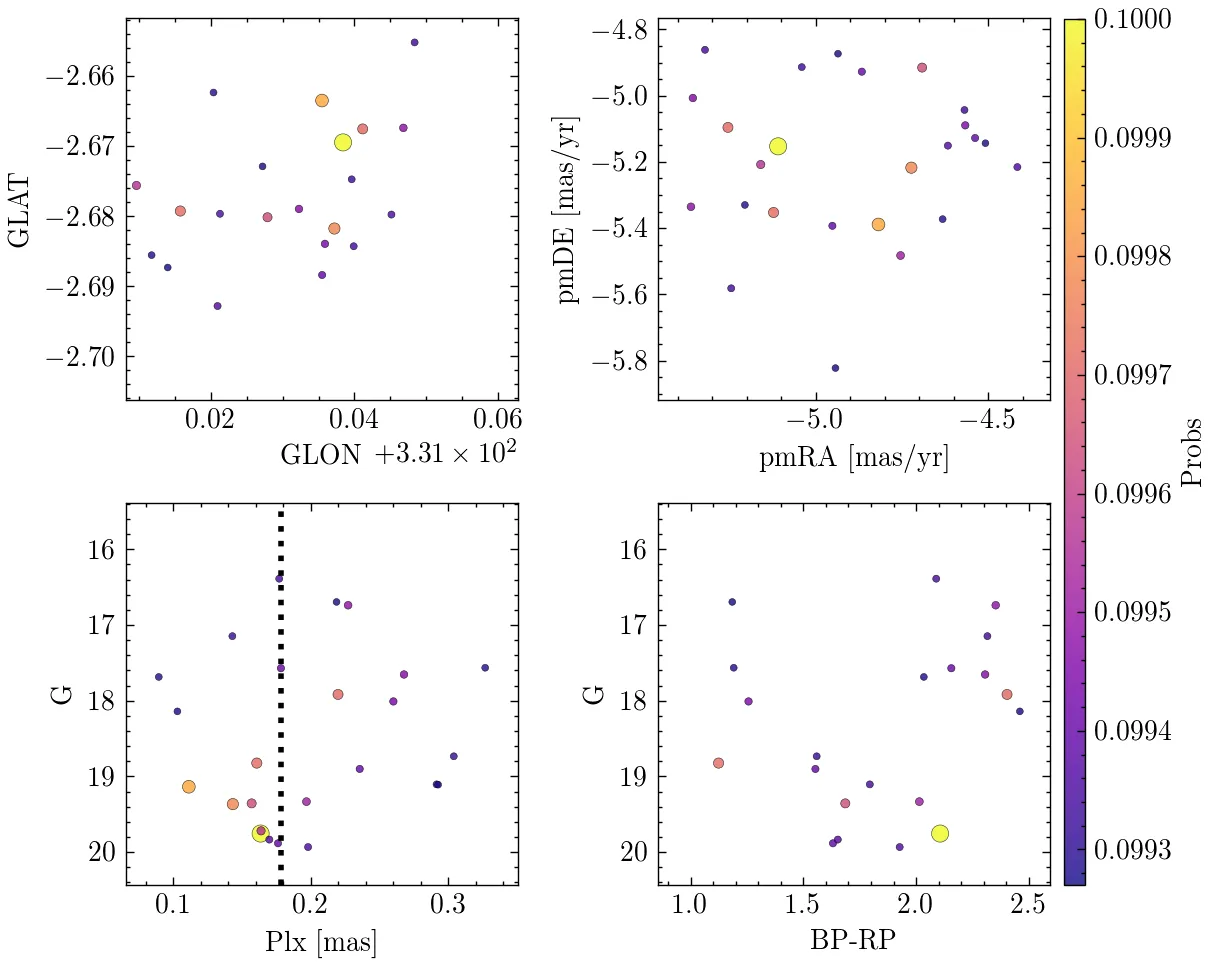 −2.66
−2.67
−2.68
−2.69
−2.70
GLAT
0.02 0.04 0.06
GLON +3.31 × 10²
−4.8
−5.0
−5.2
−5.4
−5.6
−5.8
pmDE [mas/yr]
−5.0 −4.5
pmRA [mas/yr]
16
17
18
19
20
G
0.1 0.2 0.3
Plx [mas]
16
17
18
19
20
G
1.0 1.5 2.0 2.5
BP-RP
0.1000
0.0999
0.0998
0.0997
0.0996
0.0995
0.0994
0.0993
Probs